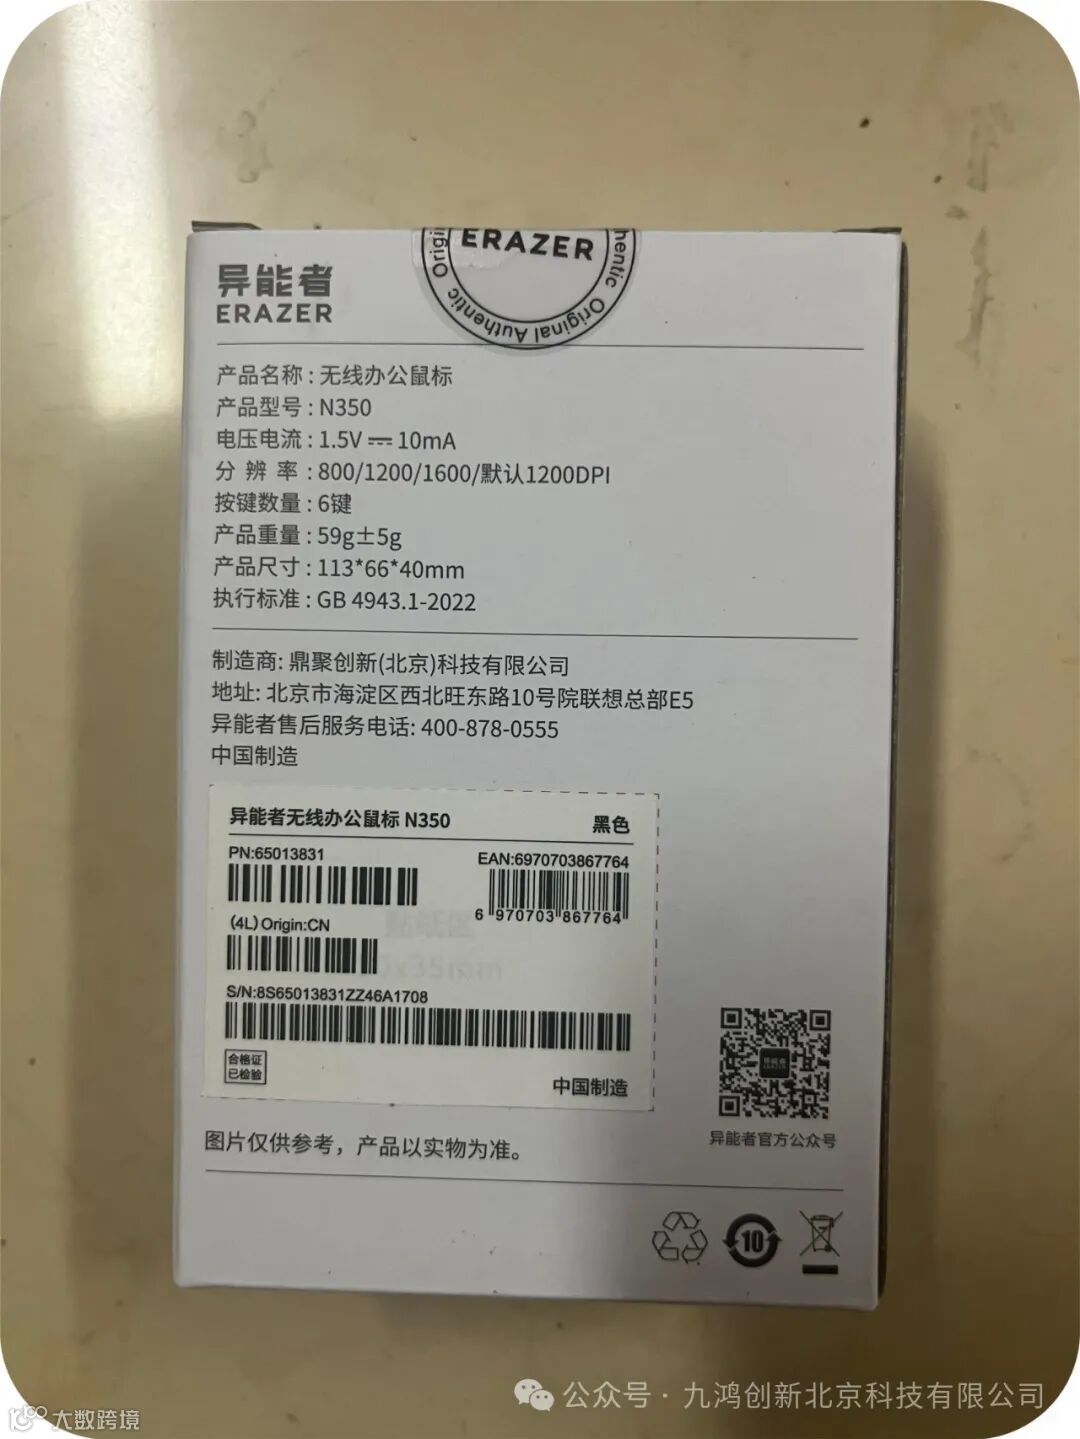 ERAZER
Original Authentic Original Authentic
异能者
ERAZER
产品名称：无线办公鼠标
产品型号：N350
电压电流：1.5V ⎓ 10mA
分 辨 率：800/1200/1600/默认1200DPI
按键数量：6键
产品重量：59g±5g
产品尺寸：113*66*40mm
执行标准：GB 4943.1-2022
制造商: 鼎聚创新(北京)科技有限公司
地址: 北京市海淀区西北旺东路10号院联想总部E5
异能者售后服务电话: 400-878-0555
中国制造
异能者无线办公鼠标 N350 黑色
PN:65013831
EAN:6970703867764
6 970703 867764
(4L) Origin:CN
S/N:8S65013831ZZ46A1708
合格证
已检验
中国制造
异能者
异能者官方公众号
图片仅供参考，产品以实物为准。
10
公众号 · 九鸿创新北京科技有限公司
大数跨境